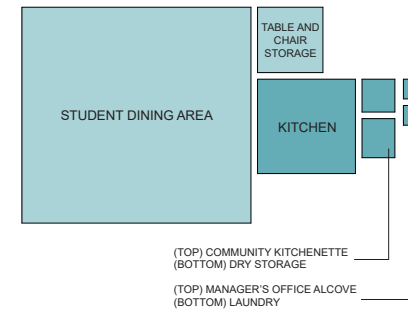 TABLE AND
CHAIR
STORAGE
STUDENT DINING AREA
KITCHEN
(TOP) COMMUNITY KITCHENETTE
(BOTTOM) DRY STORAGE
(TOP) MANAGER'S OFFICE ALCOVE
(BOTTOM) LAUNDRY